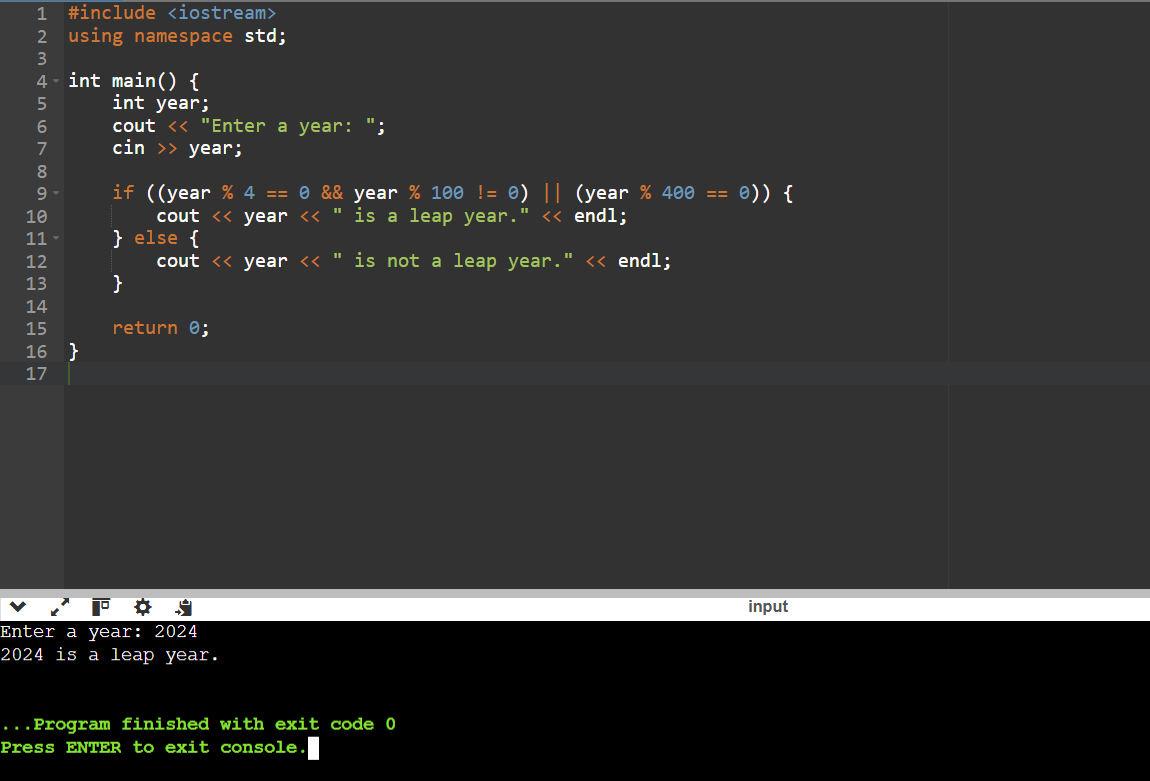 1 #include <iostream>
2 using namespace std;
3
4 int main() {
5     int year;
6     cout << "Enter a year: ";
7     cin >> year;
8
9     if ((year % 4 == 0 && year % 100 != 0) || (year % 400 == 0)) {
10         cout << year << " is a leap year." << endl;
11     } else {
12         cout << year << " is not a leap year." << endl;
13     }
14
15     return 0;
16 }
17
input
Enter a year: 2024
2024 is a leap year.
...Program finished with exit code 0
Press ENTER to exit console.